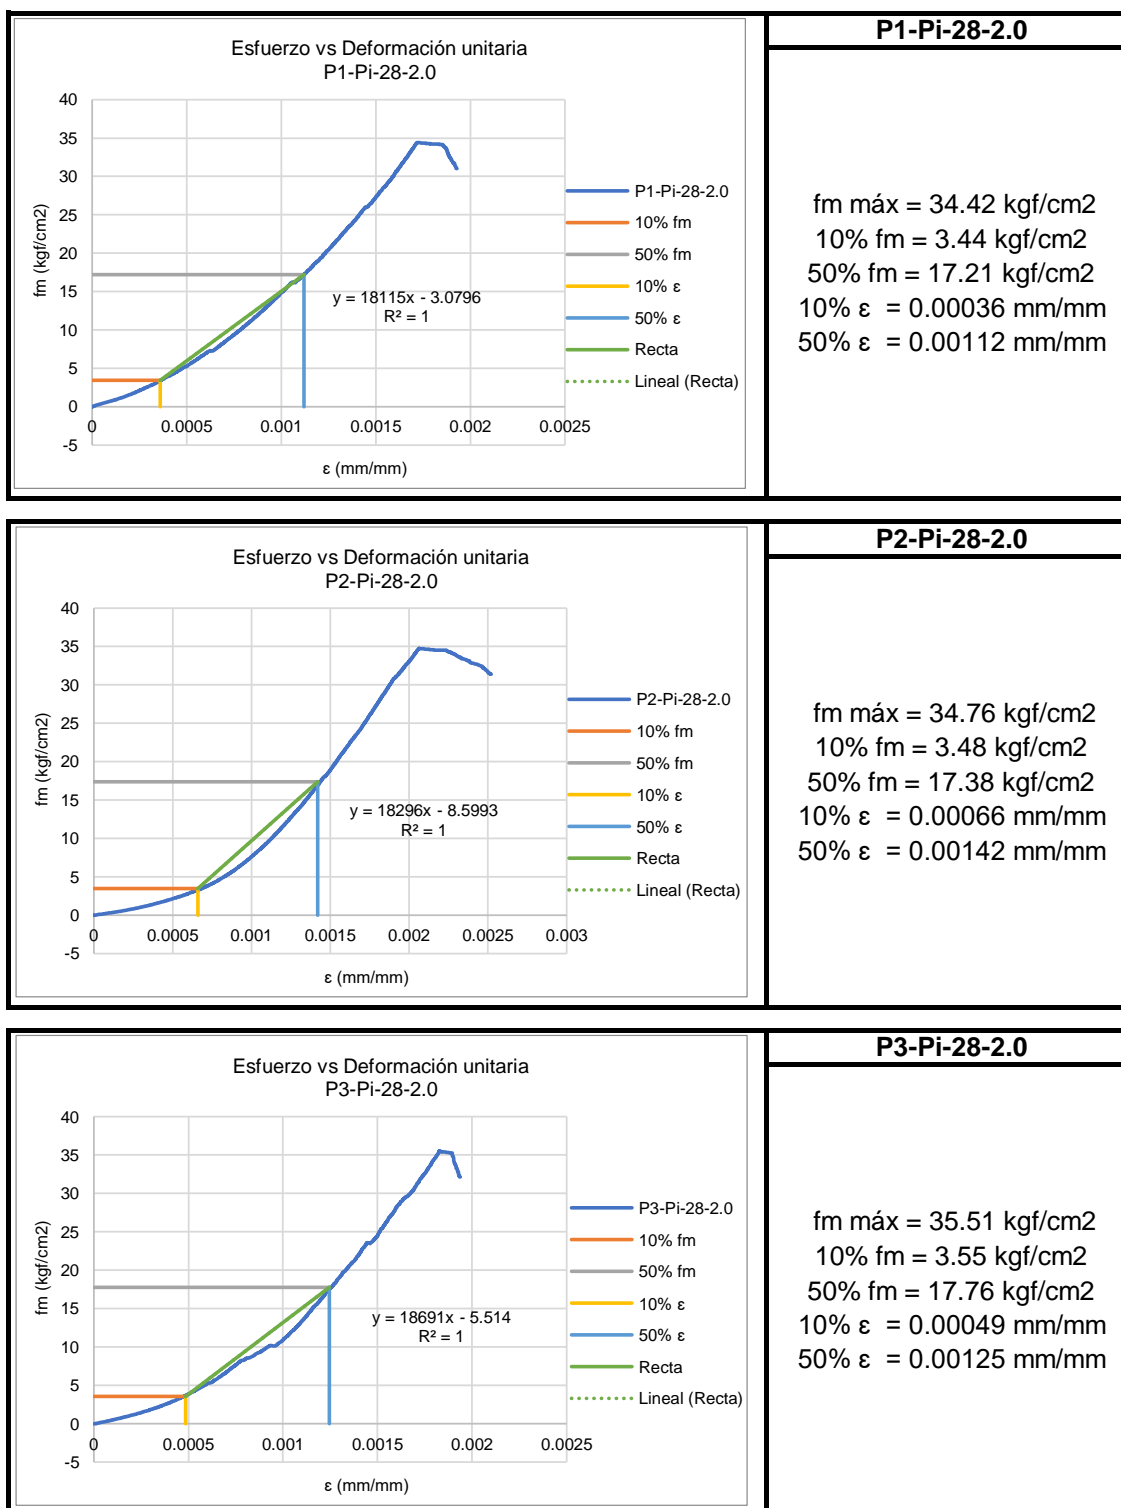 Esfuerzo vs Deformación unitaria
P1-Pi-28-2.0
40
35
30
25
20
15
10
5
0
-5
fm (kgf/cm2)
0 0.0005 0.001 0.0015 0.002 0.0025
ε (mm/mm)
y = 18115x - 3.0796
R² = 1
P1-Pi-28-2.0
10% fm
50% fm
10% ε
50% ε
Recta
Lineal (Recta)
P1-Pi-28-2.0
fm máx = 34.42 kgf/cm2
10% fm = 3.44 kgf/cm2
50% fm = 17.21 kgf/cm2
10% ε = 0.00036 mm/mm
50% ε = 0.00112 mm/mm
Esfuerzo vs Deformación unitaria
P2-Pi-28-2.0
40
35
30
25
20
15
10
5
0
-5
fm (kgf/cm2)
0 0.0005 0.001 0.0015 0.002 0.0025 0.003
ε (mm/mm)
y = 18296x - 8.5993
R² = 1
P2-Pi-28-2.0
10% fm
50% fm
10% ε
50% ε
Recta
Lineal (Recta)
P2-Pi-28-2.0
fm máx = 34.76 kgf/cm2
10% fm = 3.48 kgf/cm2
50% fm = 17.38 kgf/cm2
10% ε = 0.00066 mm/mm
50% ε = 0.00142 mm/mm
Esfuerzo vs Deformación unitaria
P3-Pi-28-2.0
40
35
30
25
20
15
10
5
0
-5
fm (kgf/cm2)
0 0.0005 0.001 0.0015 0.002 0.0025
ε (mm/mm)
y = 18691x - 5.514
R² = 1
P3-Pi-28-2.0
10% fm
50% fm
10% ε
50% ε
Recta
Lineal (Recta)
P3-Pi-28-2.0
fm máx = 35.51 kgf/cm2
10% fm = 3.55 kgf/cm2
50% fm = 17.76 kgf/cm2
10% ε = 0.00049 mm/mm
50% ε = 0.00125 mm/mm